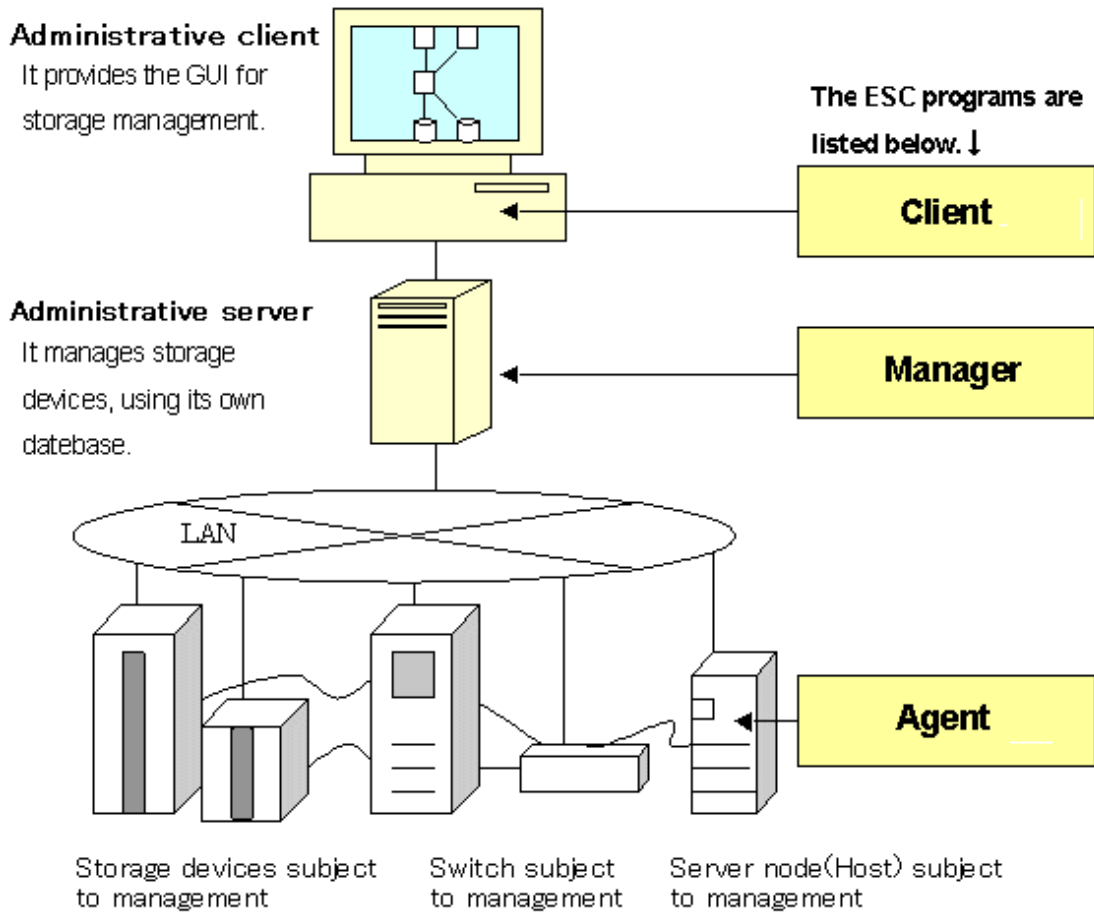 Administrative client
It provides the GUI for
storage management.
The ESC programs are
listed below.↓
Client
Administrative server
It manages storage
devices, using its own
datebase.
Manager
LAN
Agent
Storage devices subject
to management
Switch subject
to management
Server node(Host) subject
to management